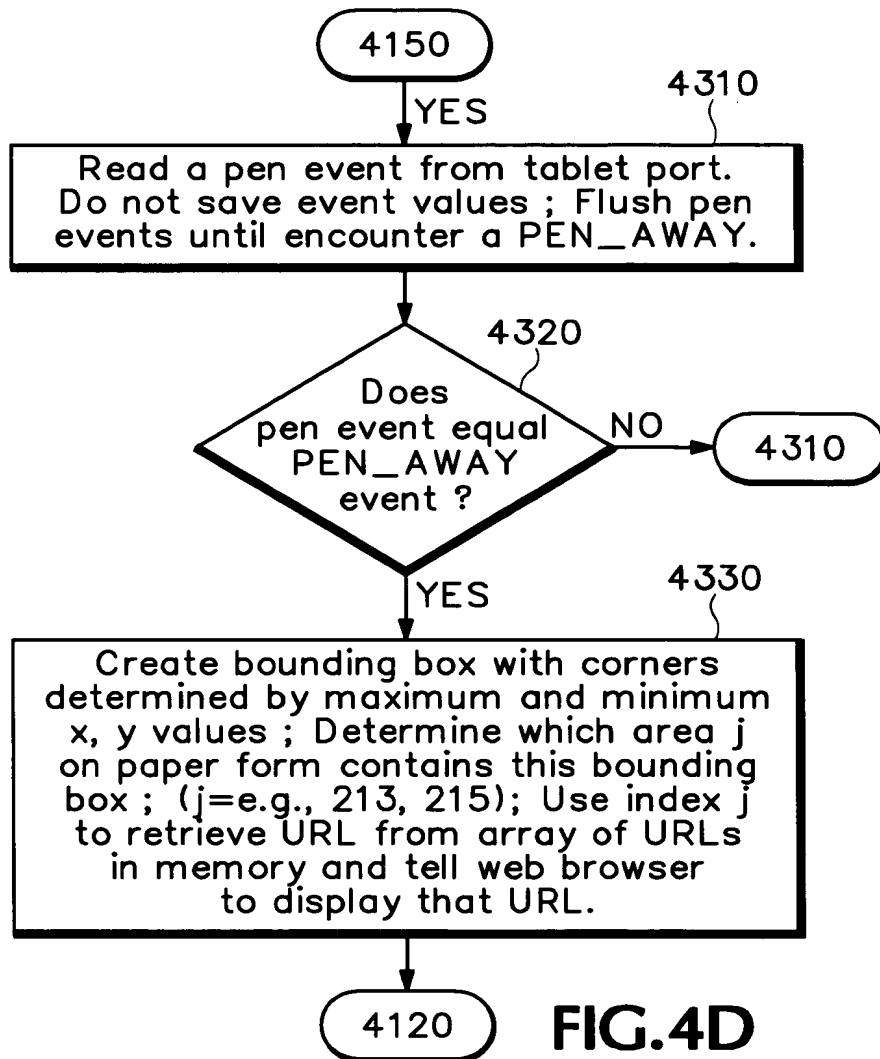 4150
YES
4310
Read a pen event from tablet port.
Do not save event values ; Flush pen
events until encounter a PEN_AWAY.
4320
Does
pen event equal
PEN_AWAY
event ?
NO
4310
YES
4330
Create bounding box with corners
determined by maximum and minimum
x, y values ; Determine which area j
on paper form contains this bounding
box ; (j=e.g., 213, 215); Use index j
to retrieve URL from array of URLs
in memory and tell web browser
to display that URL.
4120
FIG.4D